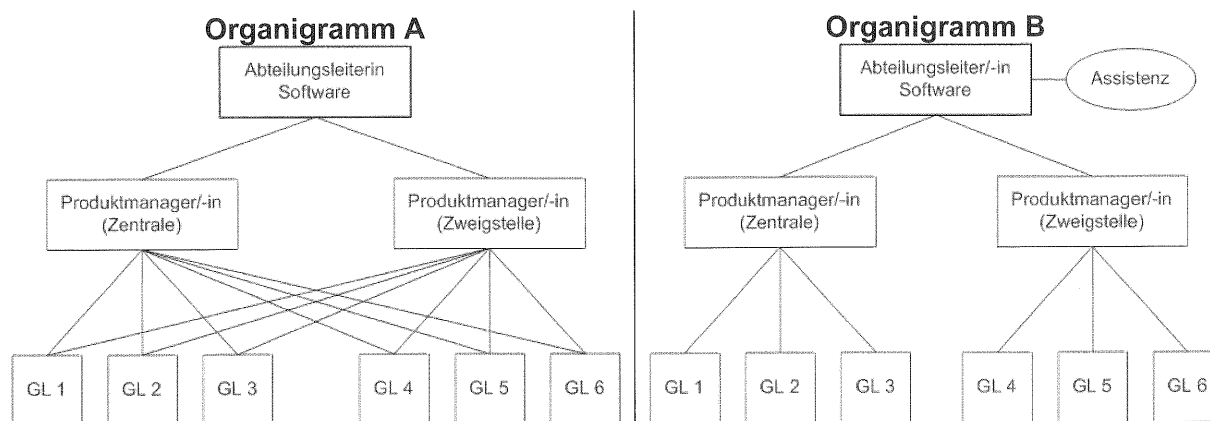 Organigramm A
Abteilungsleiterin
Software
Produktmanager/-in
(Zentrale)
Produktmanager/-in
(Zweigstelle)
GL 1
GL 2
GL 3
GL 4
GL 5
GL 6
Organigramm B
Abteilungsleiter/-in
Software
Assistenz
Produktmanager/-in
(Zentrale)
Produktmanager/-in
(Zweigstelle)
GL 1
GL 2
GL 3
GL 4
GL 5
GL 6